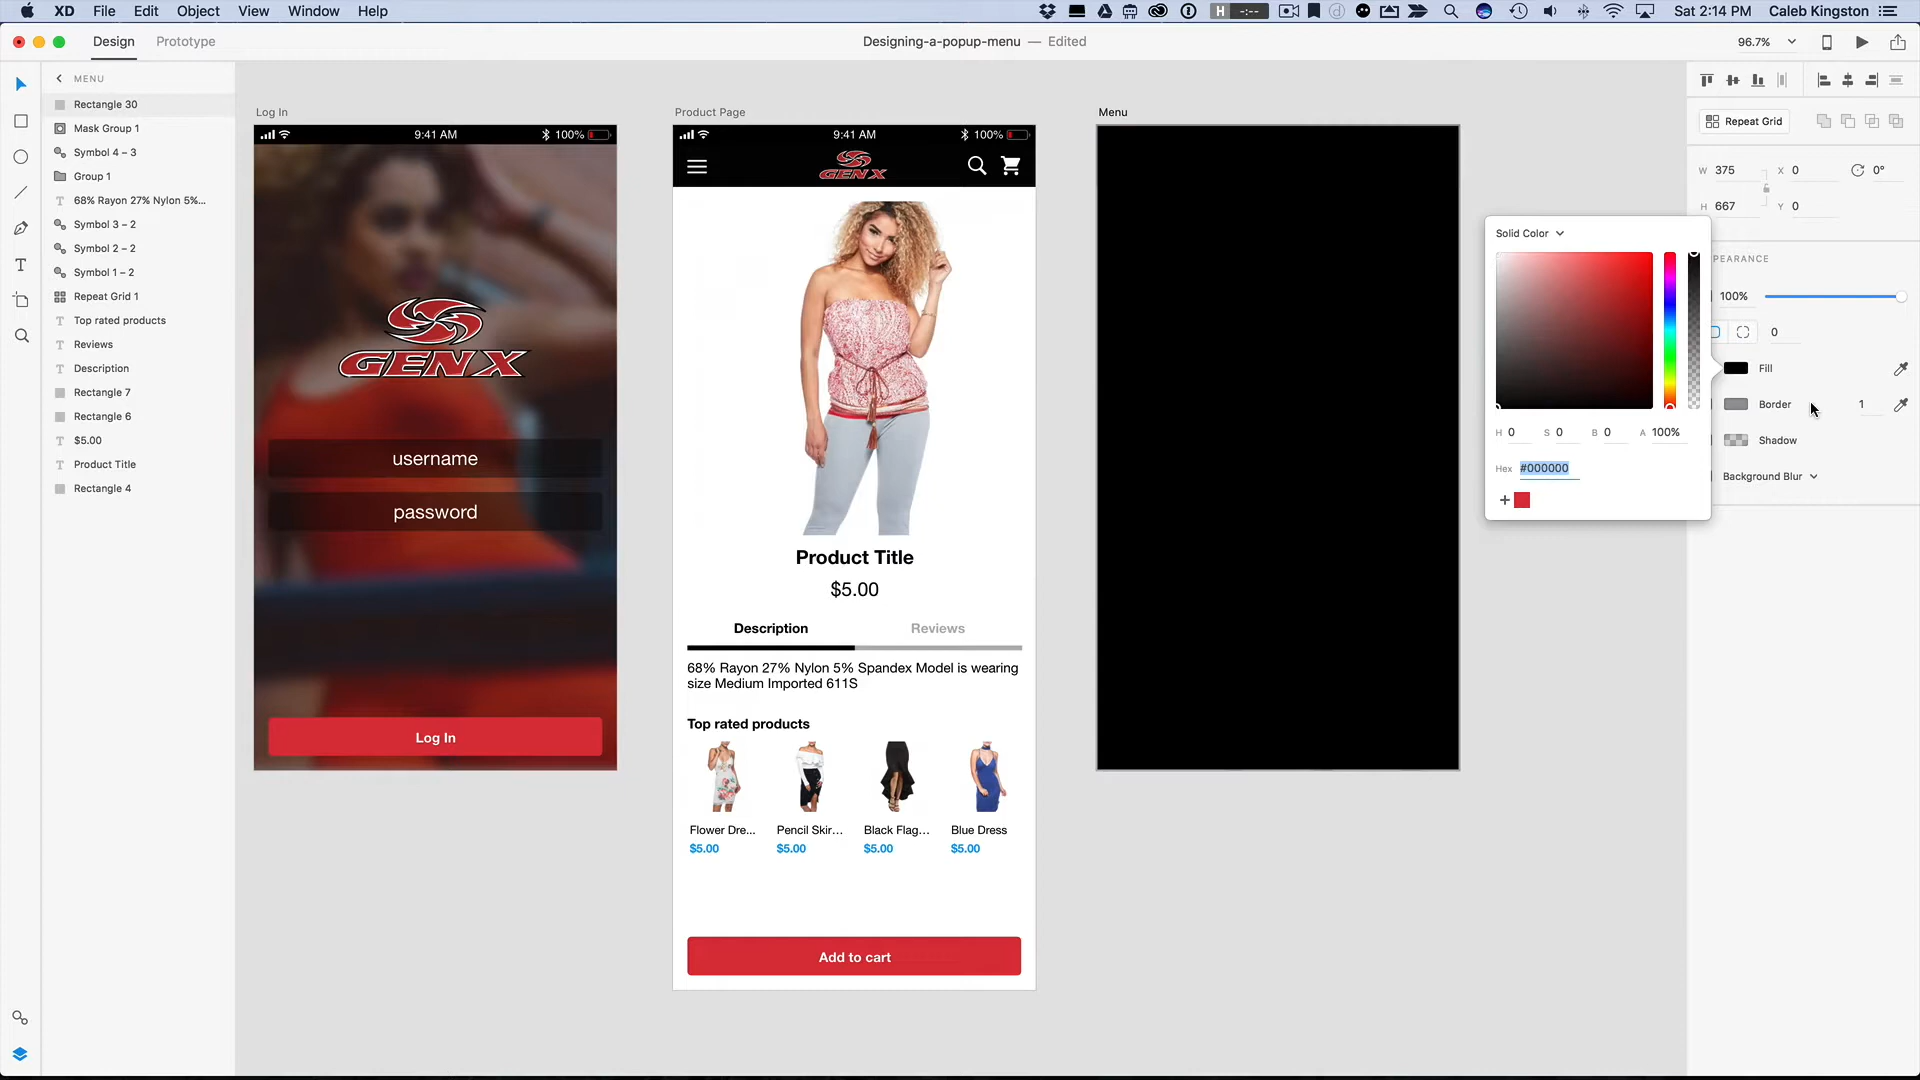 XD File Edit Object View Window Help
H -:--
Sat 2:14 PM Caleb Kingston
Design Prototype
Designing-a-popup-menu — Edited
96.7%
MENU
Rectangle 30
Mask Group 1
Symbol 4 – 3
Group 1
68% Rayon 27% Nylon 5%...
Symbol 3 – 2
Symbol 2 – 2
Symbol 1 – 2
Repeat Grid 1
Top rated products
Reviews
Description
Rectangle 7
Rectangle 6
$5.00
Product Title
Rectangle 4
Log In
9:41 AM 100%
GEN X
username
password
Log In
Product Page
9:41 AM 100%
GEN X
Product Title
$5.00
Description Reviews
68% Rayon 27% Nylon 5% Spandex Model is wearing
size Medium Imported 611S
Top rated products
Flower Dre... Pencil Skir... Black Flag... Blue Dress
$5.00 $5.00 $5.00 $5.00
Add to cart
Menu
Solid Color
H 0 S 0 B 0 A 100%
Hex #000000
Repeat Grid
W 375 X 0 0°
H 667 Y 0
PEARANCE
100%
0
Fill
Border 1
Shadow
Background Blur